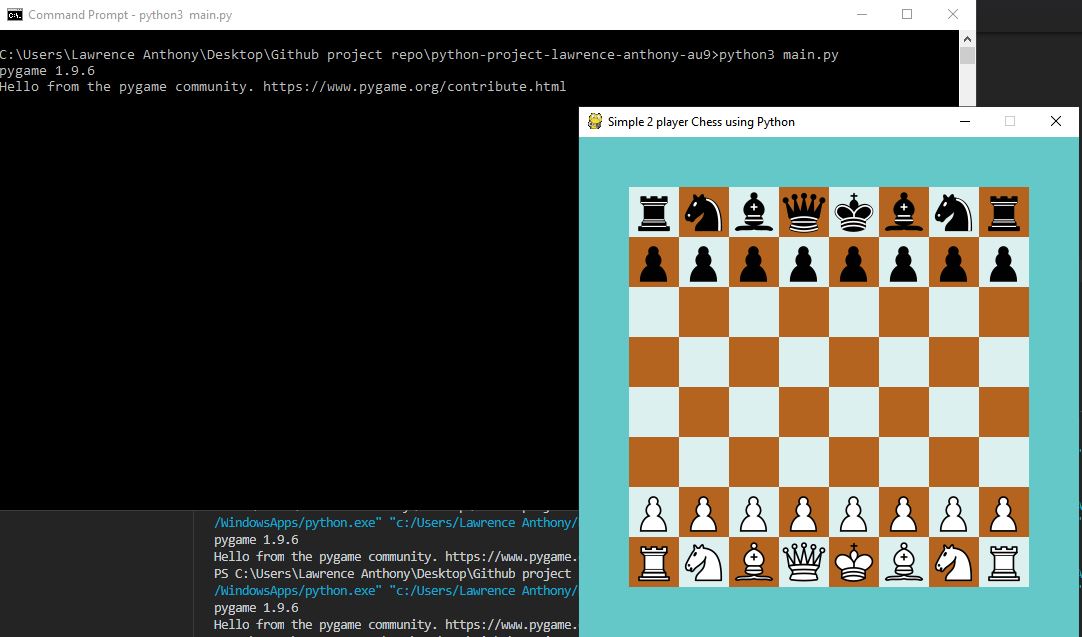 Command Prompt - python3 main.py
C:\Users\Lawrence Anthony\Desktop\Github project repo\python-project-lawrence-anthony-au9>python3 main.py
pygame 1.9.6
Hello from the pygame community. https://www.pygame.org/contribute.html
Simple 2 player Chess using Python
/WindowsApps/python.exe" "c:/Users/Lawrence Anthony/
pygame 1.9.6
Hello from the pygame community. https://www.pygame.
PS C:\Users\Lawrence Anthony\Desktop\Github project
/WindowsApps/python.exe" "c:/Users/Lawrence Anthony/
pygame 1.9.6
Hello from the pygame community. https://www.pygame.